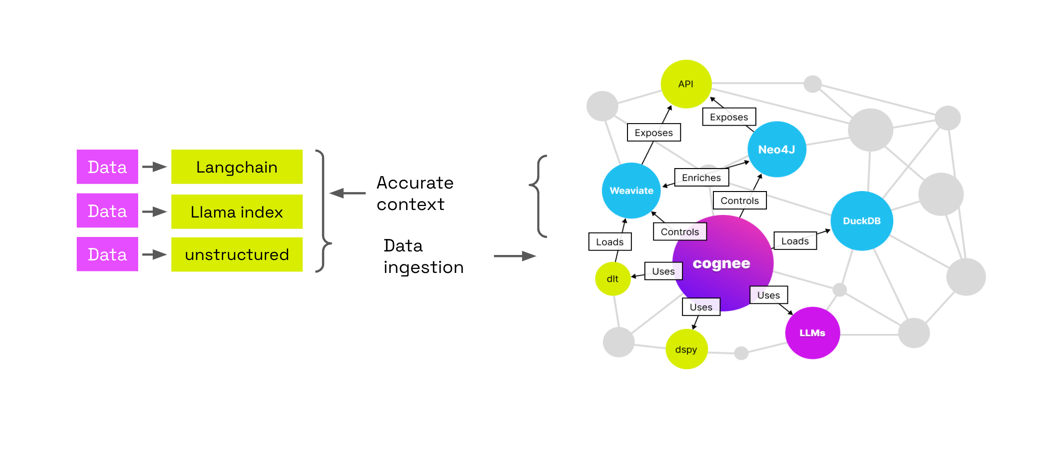 Data
Langchain
Data
Llama index
Data
unstructured
Accurate
context
Data
ingestion
API
Exposes
Exposes
Neo4J
Enriches
Weaviate
Controls
Controls
DuckDB
Loads
Loads
cognee
Uses
dlt
Uses
Uses
LLMs
dspy